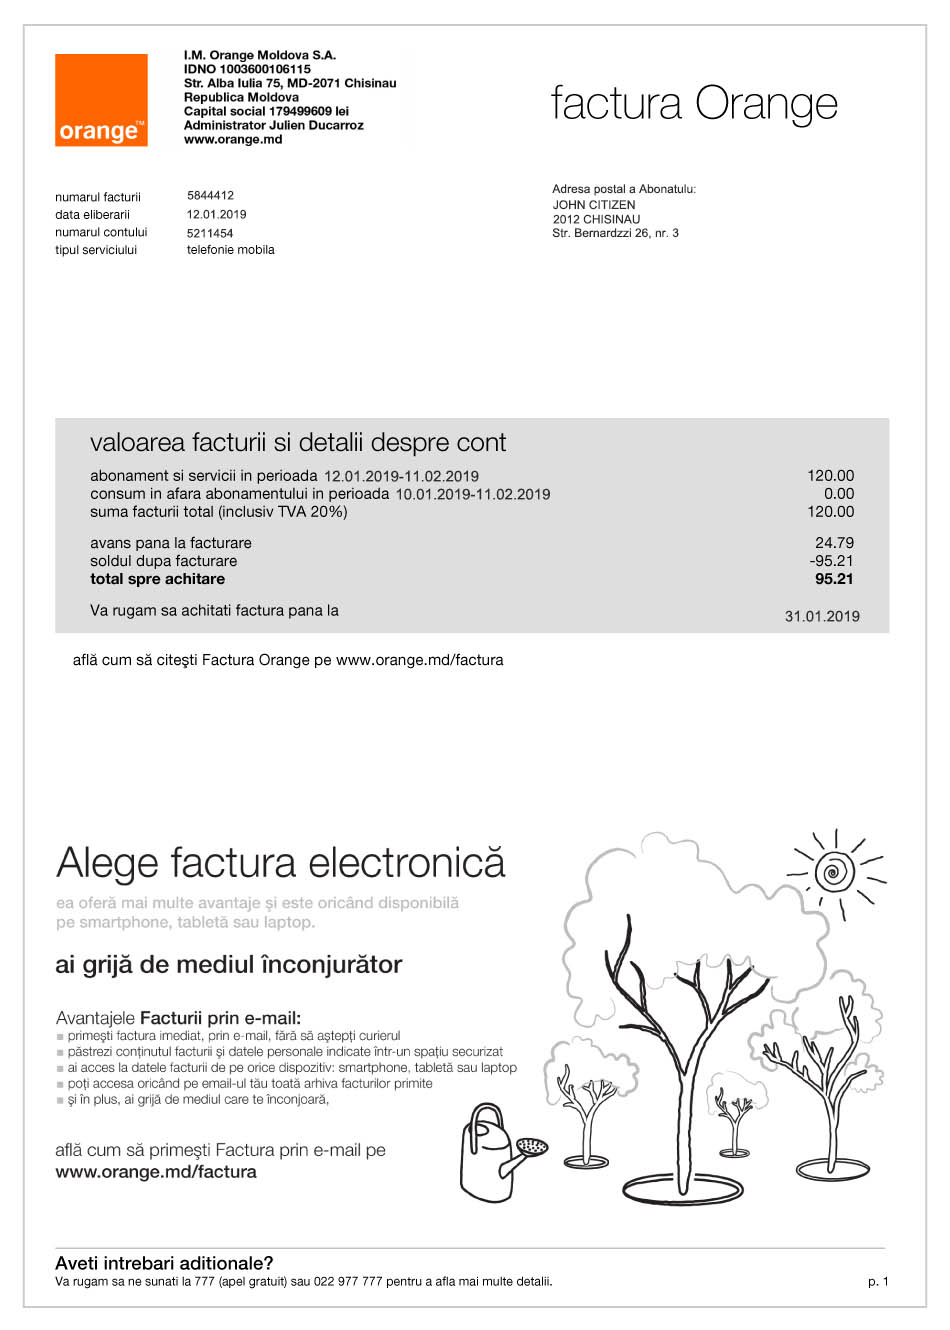 orange™
I.M. Orange Moldova S.A.
IDNO 1003600106115
Str. Alba Iulia 75, MD-2071 Chisinau
Republica Moldova
Capital social 179499609 lei
Administrator Julien Ducarroz
www.orange.md
factura Orange
numarul facturii 5844412
data eliberarii 12.01.2019
numarul contului 5211454
tipul serviciului telefonie mobila
Adresa postal a Abonatulu:
JOHN CITIZEN
2012 CHISINAU
Str. Bernardzzi 26, nr. 3
valoarea facturii si detalii despre cont
abonament si servicii in perioada 12.01.2019-11.02.2019 120.00
consum in afara abonamentului in perioada 10.01.2019-11.02.2019 0.00
suma facturii total (inclusiv TVA 20%) 120.00
avans pana la facturare 24.79
soldul dupa facturare -95.21
total spre achitare 95.21
Va rugam sa achitati factura pana la 31.01.2019
află cum să citeşti Factura Orange pe www.orange.md/factura
Alege factura electronică
ea oferă mai multe avantaje şi este oricând disponibilă
pe smartphone, tabletă sau laptop.
ai grijă de mediul înconjurător
Avantajele Facturii prin e-mail:
primeşti factura imediat, prin e-mail, fără să aştepţi curierul
păstrezi conţinutul facturii şi datele personale indicate într-un spaţiu securizat
ai acces la datele facturii de pe orice dispozitiv: smartphone, tabletă sau laptop
poţi accesa oricând pe email-ul tău toată arhiva facturilor primite
şi în plus, ai grijă de mediul care te înconjoară,
află cum să primeşti Factura prin e-mail pe
www.orange.md/factura
Aveti intrebari aditionale?
Va rugam sa ne sunati la 777 (apel gratuit) sau 022 977 777 pentru a afla mai multe detalii.
p. 1